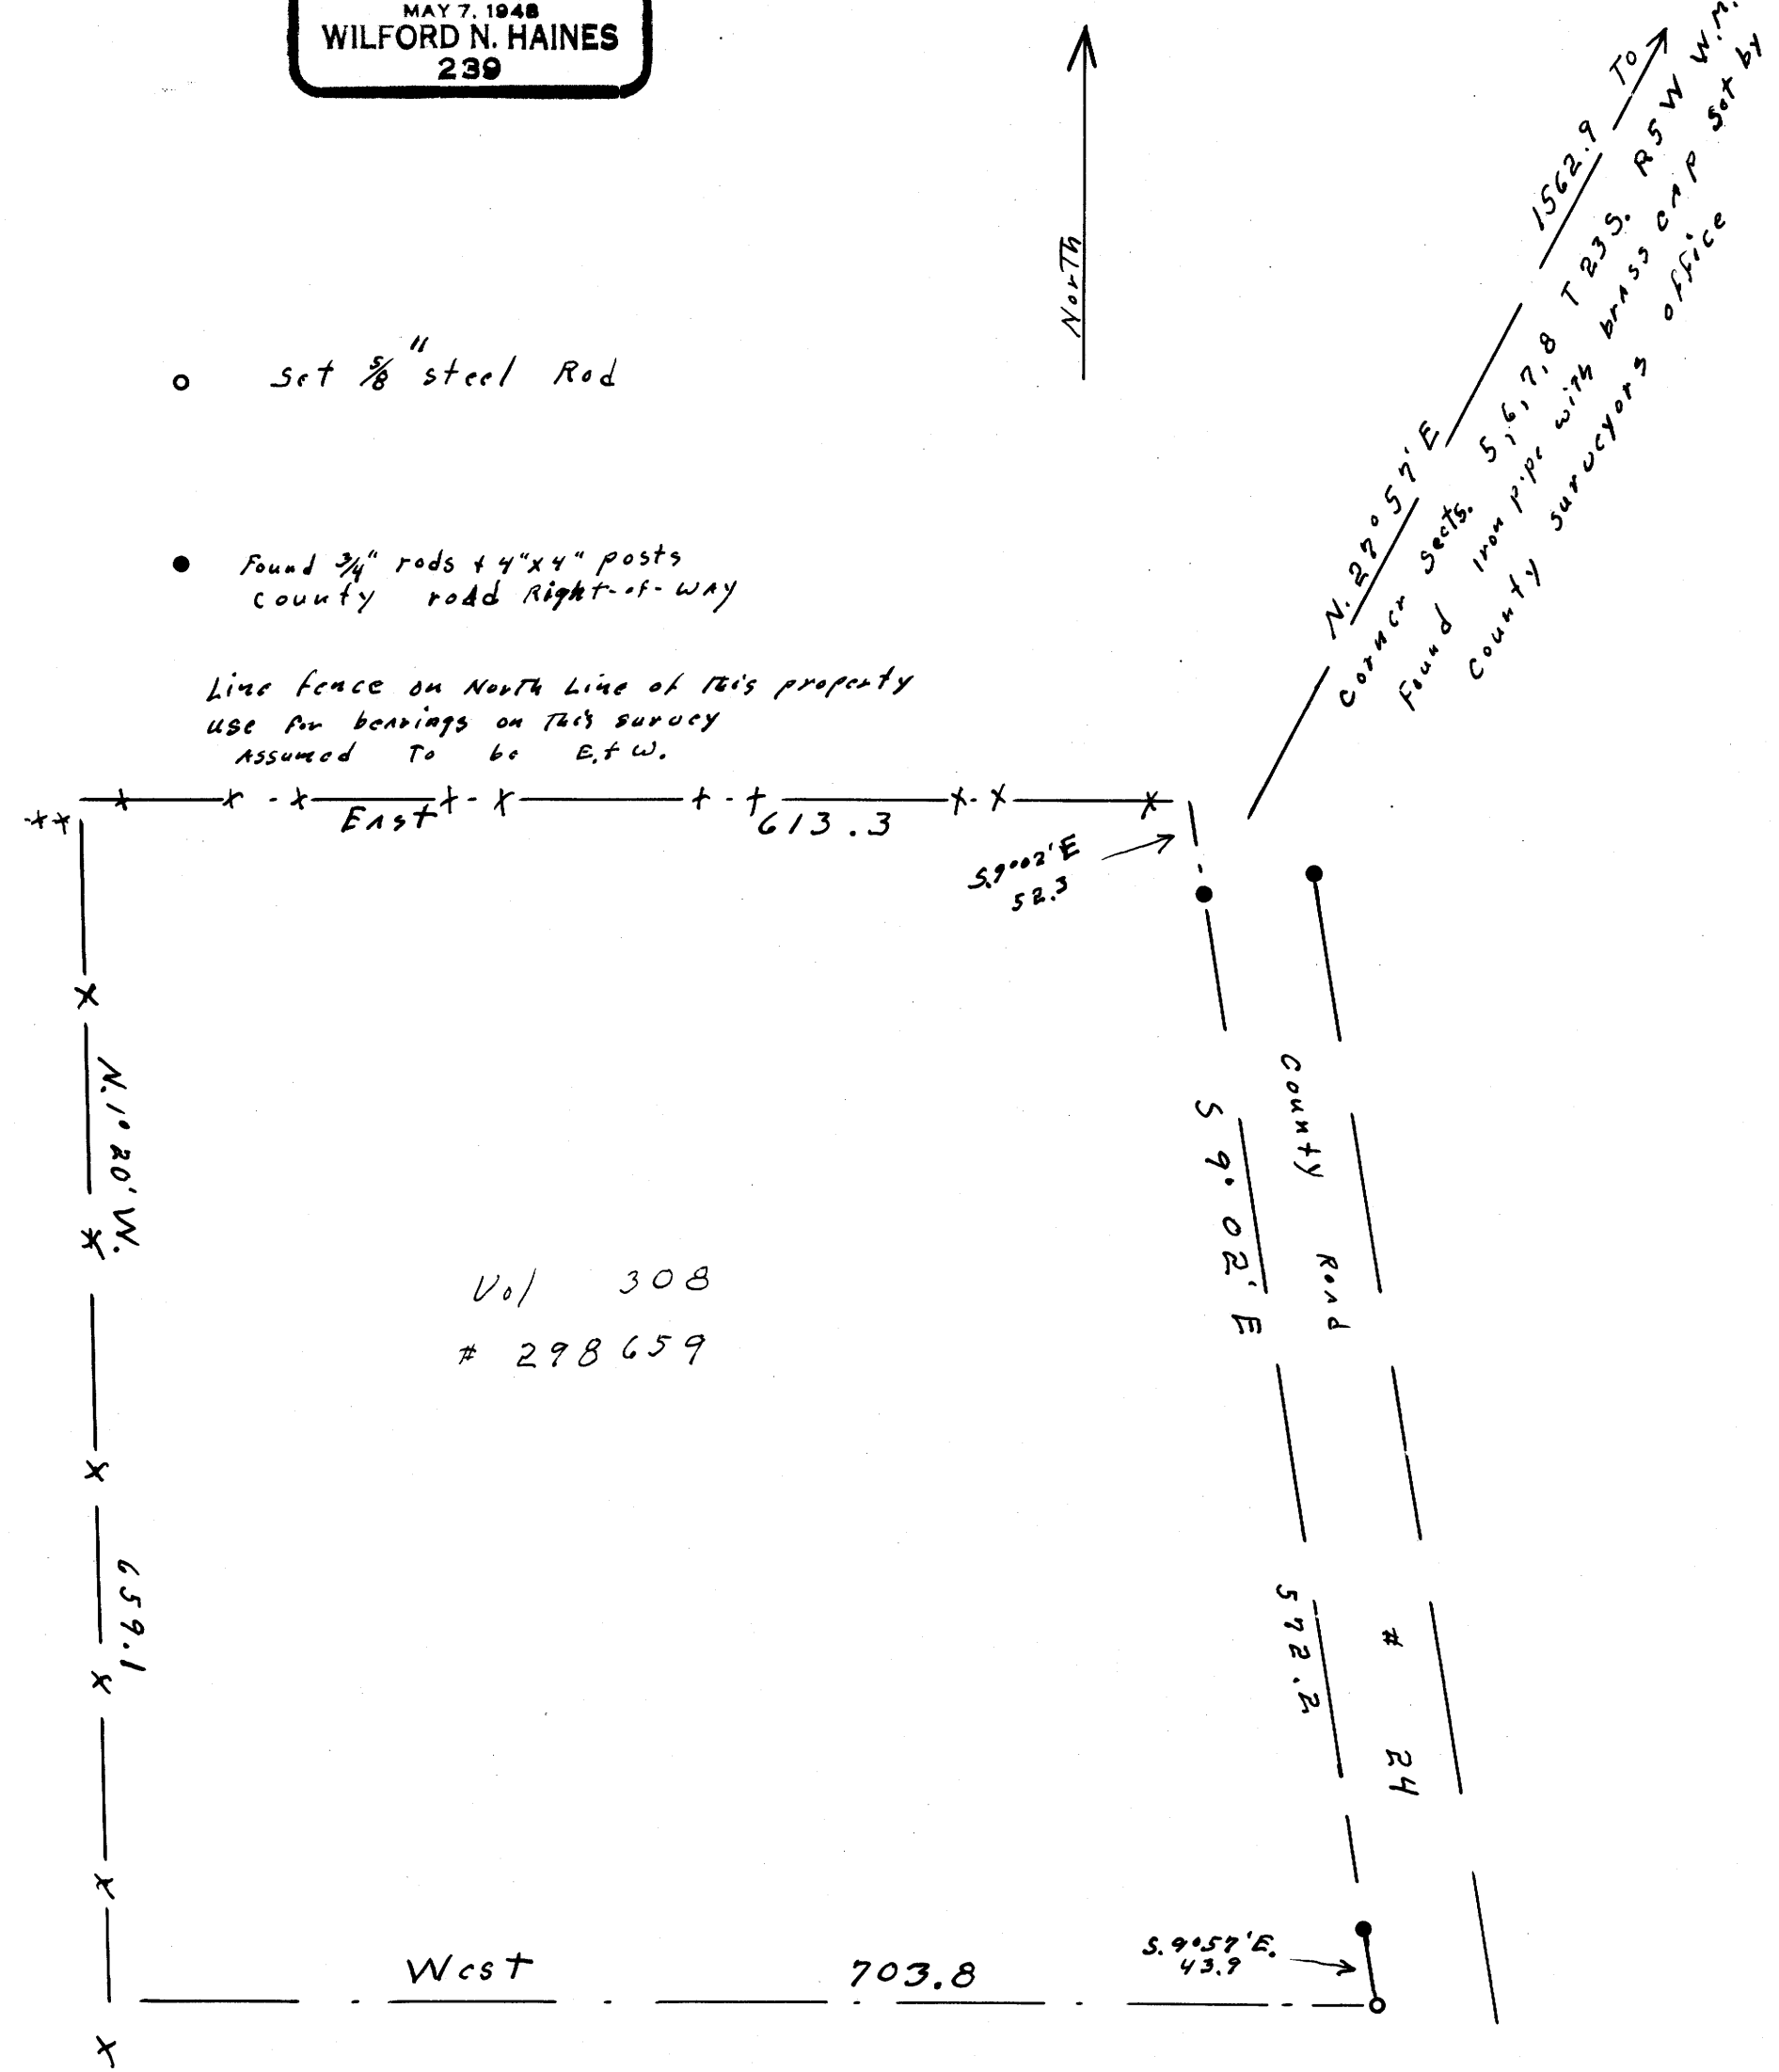 MAY 7, 1948
WILFORD N. HAINES
239
North
N. 27° 57' E 1562.9 To
Corner Sects. 5, 6, 7, 8 T 23 S. R 5 W W.M.
Found iron pipe with brass cap set by
County surveyors office
Set 5/8" steel Rod
Found 3/4" rods + 4"x4" posts
county road Right-of-Way
Line fence on North Line of this property
use for bearings on This survey
Assumed To be E. + W.
East 613.3
S. 9°02' E
52.3
N. 1° 20' W. 659.1
Vol 308
# 298659
S 9° 02' E 572.2
County Road # 24
S. 9°57' E.
43.9
West 703.8